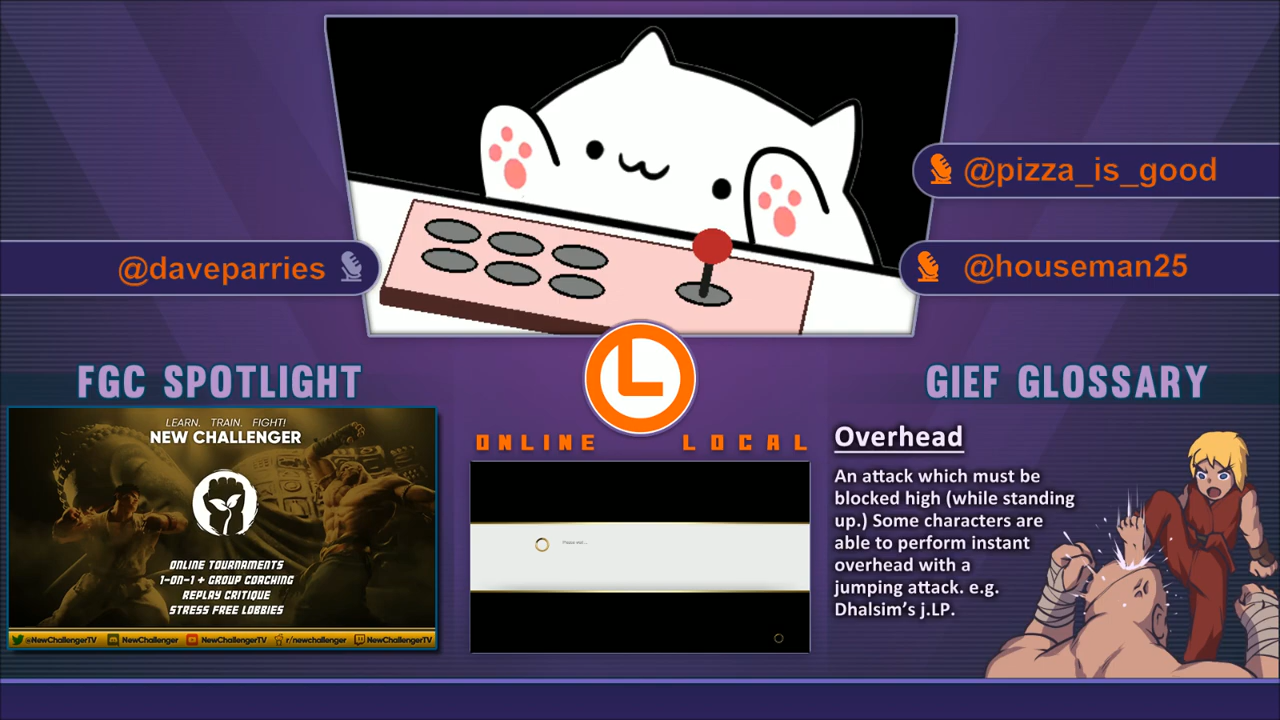 @pizza_is_good
@daveparries
@houseman25
FGC SPOTLIGHT
LEARN. TRAIN. FIGHT!
NEW CHALLENGER
ONLINE TOURNAMENTS
1-ON-1 + GROUP COACHING
REPLAY CRITIQUE
STRESS FREE LOBBIES
@NewChallengerTV NewChallenger NewChallengerTV r/newchallenger NewChallengerTV
ONLINE LOCAL
GIEF GLOSSARY
Overhead
An attack which must be
blocked high (while standing
up.) Some characters are
able to perform instant
overhead with a
jumping attack. e.g.
Dhalsim's j.LP.